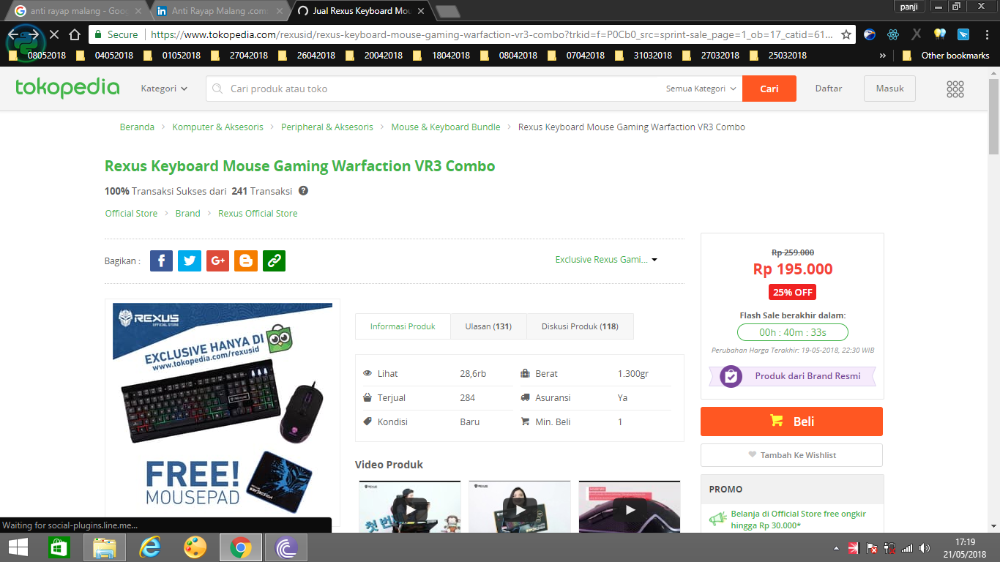 anti rayap malang - Goo
Anti Rayap Malang .com:
Jual Rexus Keyboard Mou
panji
Secure
https://www.tokopedia.com/rexusid/rexus-keyboard-mouse-gaming-warfaction-vr3-combo?trkid=f=P0Cb0_src=sprint-sale_page=1_ob=17_catid=61...
08052018 04052018 01052018 27042018 26042018 20042018 18042018 08042018 07042018 31032018 27032018 25032018 » Other bookmarks
tokopedia
Kategori
Cari produk atau toko
Semua Kategori
Cari
Daftar
Masuk
Beranda > Komputer & Aksesoris > Peripheral & Aksesoris > Mouse & Keyboard Bundle > Rexus Keyboard Mouse Gaming Warfaction VR3 Combo
Rexus Keyboard Mouse Gaming Warfaction VR3 Combo
100% Transaksi Sukses dari 241 Transaksi
Official Store > Brand > Rexus Official Store
Bagikan :
Exclusive Rexus Gami...
REXUS
OFFICIAL STORE
EXCLUSIVE HANYA DI
www.tokopedia.com/rexusid
FREE!
MOUSEPAD
Informasi Produk
Ulasan (131)
Diskusi Produk (118)
Lihat 28,6rb Berat 1.300gr
Terjual 284 Asuransi Ya
Kondisi Baru Min. Beli 1
Video Produk
REXUS
첫 번
REXUS
Rp 259.000
Rp 195.000
25% OFF
Flash Sale berakhir dalam:
00h : 40m : 33s
Perubahan Harga Terakhir: 19-05-2018, 22:30 WIB
Produk dari Brand Resmi
Beli
Tambah Ke Wishlist
PROMO
Belanja di Official Store free ongkir
hingga Rp 30.000*
Waiting for social-plugins.line.me...
17:19
21/05/2018